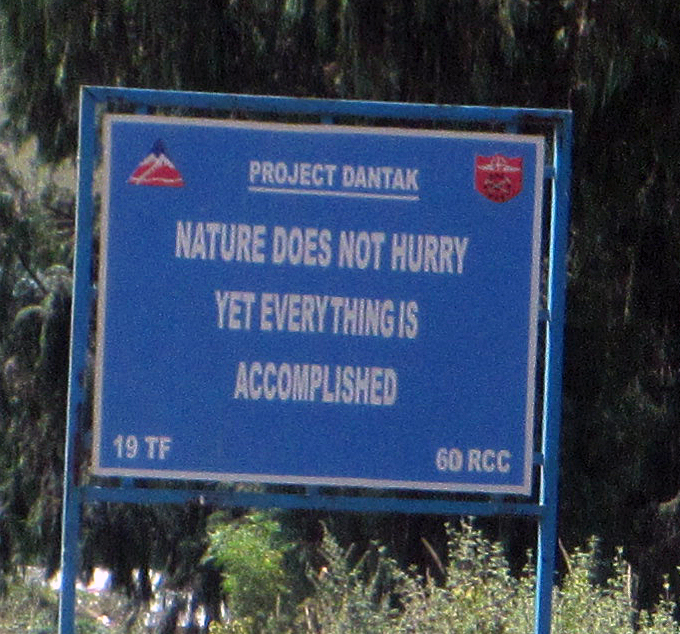 PROJECT DANTAK
NATURE DOES NOT HURRY
YET EVERYTHING IS
ACCOMPLISHED
19 TF
60 RCC